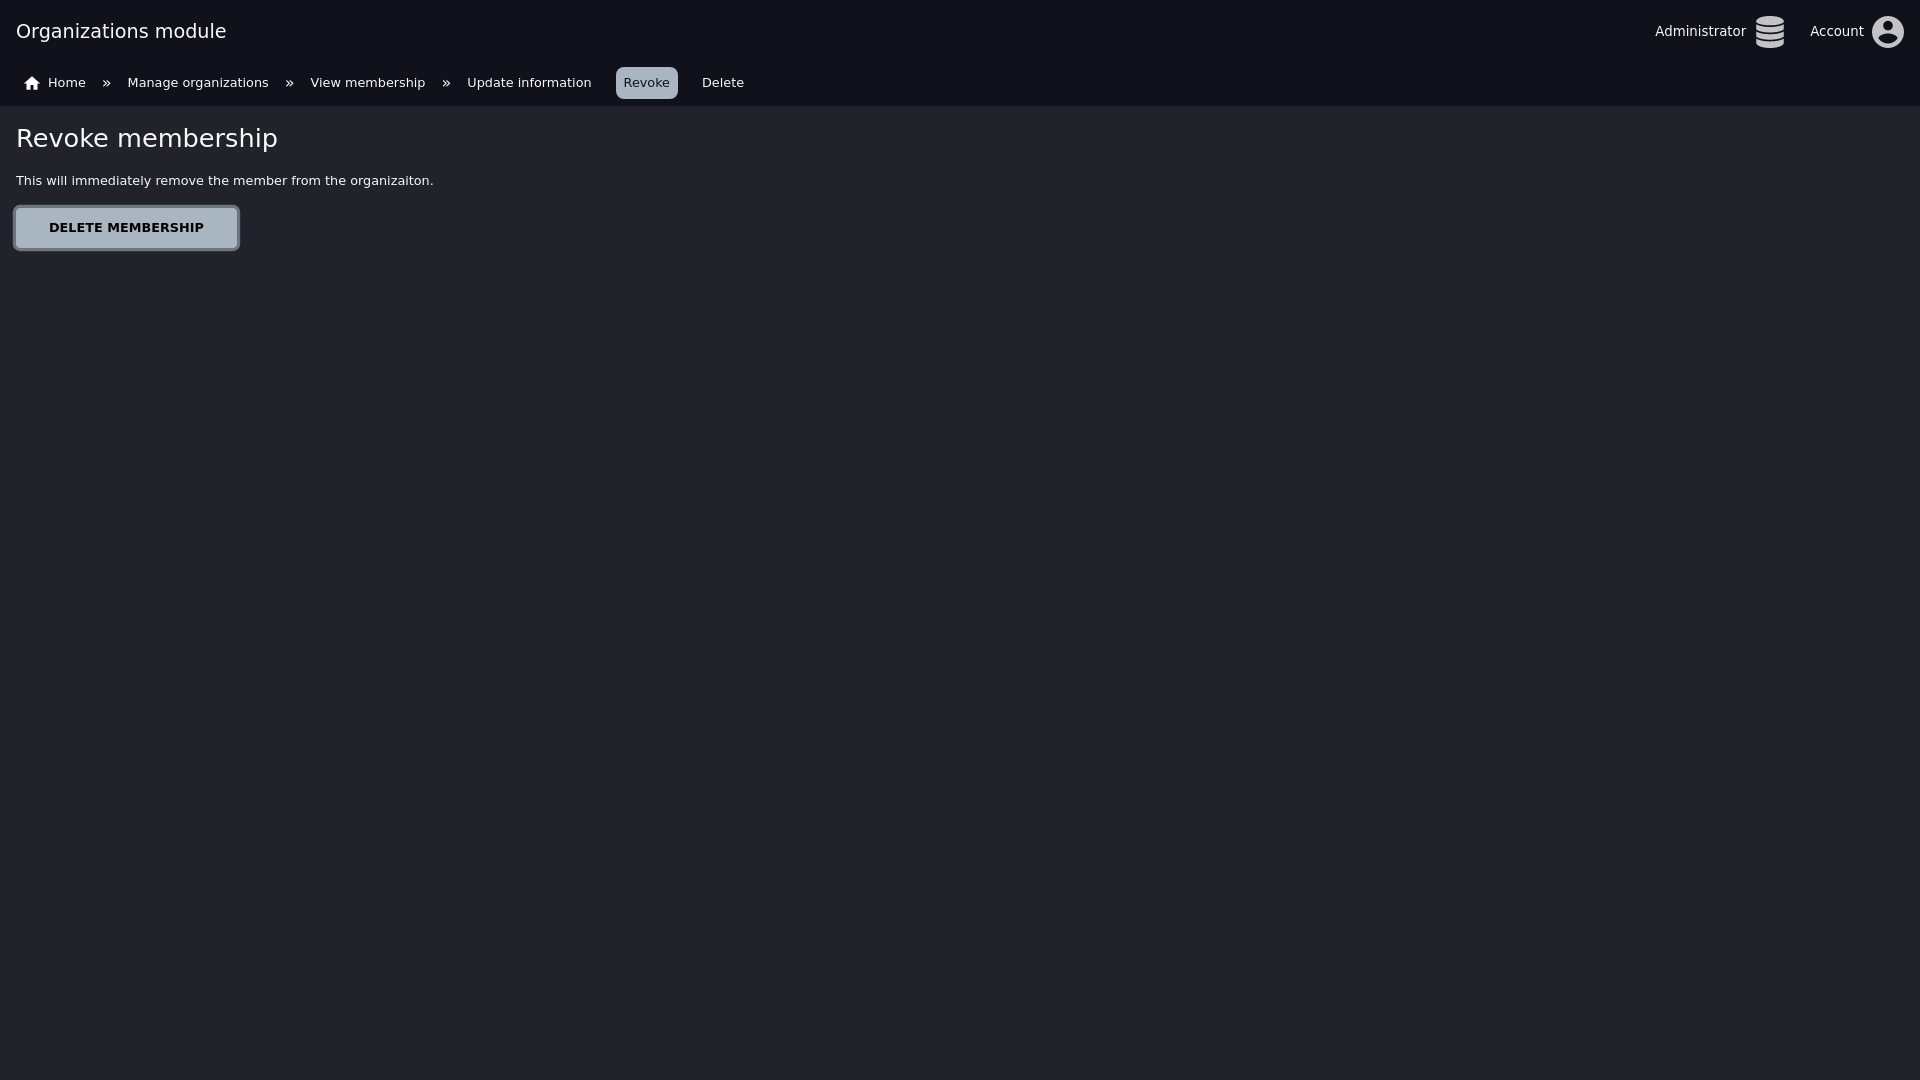 Organizations module
Administrator
Account
Home » Manage organizations » View membership » Update information Revoke Delete
Revoke membership
This will immediately remove the member from the organizaiton.
DELETE MEMBERSHIP